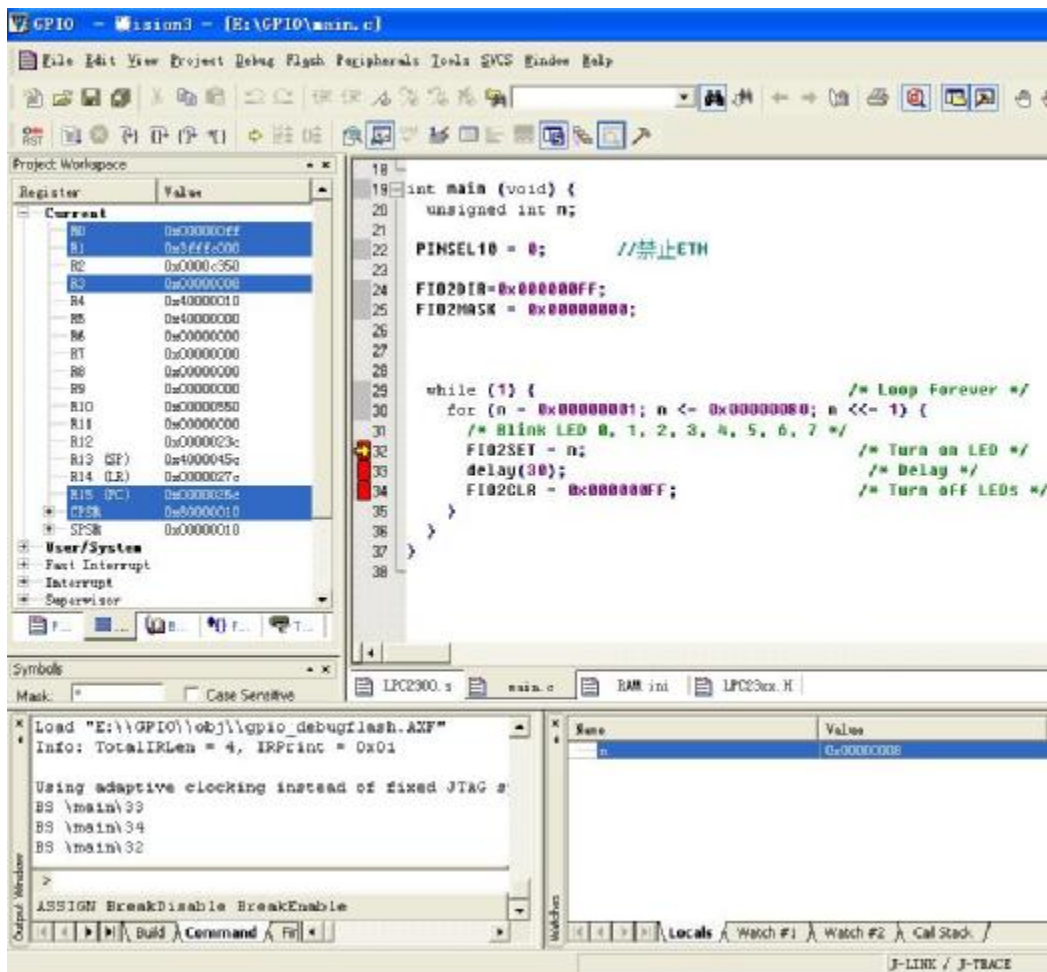 GPIO - μVision3 - [E:\GPIO\main.c]
File Edit View Project Debug Flash Peripherals Tools SVCS Window Help
Project Workspace
Register Value
Current
R0 0x000000ff
R1 0x3fffc000
R2 0x0000c350
R3 0x00000008
R4 0x40000010
R5 0x40000000
R6 0x00000000
R7 0x00000000
R8 0x00000000
R9 0x00000000
R10 0x00000550
R11 0x00000000
R12 0x0000023c
R13 (SP) 0x4000045c
R14 (LR) 0x0000027c
R15 (PC) 0x0000026c
CPSR 0x80000010
SPSR 0x00000010
User/System
Fast Interrupt
Interrupt
Supervisor
P... ... B... F... T...
Symbols
Mask: * Case Sensitive
18
19 int main (void) {
20 unsigned int n;
21
22 PINSEL10 = 0; //禁止ETH
23
24 FIO2DIR=0x000000FF;
25 FIO2MASK = 0x00000000;
26
27
28
29 while (1) { /* Loop Forever */
30 for (n = 0x00000001; n <= 0x00000080; n <<= 1) {
31 /* Blink LED 0, 1, 2, 3, 4, 5, 6, 7 */
32 FIO2SET = n; /* Turn on LED */
33 delay(30); /* Delay */
34 FIO2CLR = 0x000000FF; /* Turn off LEDs */
35 }
36 }
37 }
38
LPC2300.s main.c RAM ini LPC23xx.H
Load "E:\\GPIO\\obj\\gpio_debugflash.AXF"
Info: TotalIRLen = 4, IRPrint = 0x01
Using adaptive clocking instead of fixed JTAG s
BS \main\33
BS \main\34
BS \main\32
>
ASSIGN BreakDisable BreakEnable
Build Command Fin
Output Window
Name Value
n 0x00000008
Watches
Locals Watch #1 Watch #2 Call Stack
J-LINK / J-TRACE